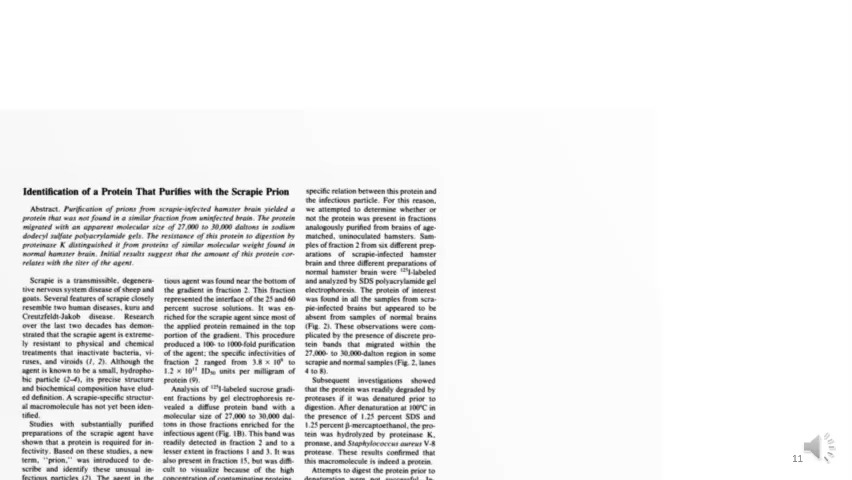 Identification of a Protein That Purifies with the Scrapie Prion
Abstract. Purification of prions from scrapie-infected hamster brain yielded a
protein that was not found in a similar fraction from uninfected brain. The protein
migrated with an apparent molecular size of 27,000 to 30,000 daltons in sodium
dodecyl sulfate polyacrylamide gels. The resistance of this protein to digestion by
proteinase K distinguished it from proteins of similar molecular weight found in
normal hamster brain. Initial results suggest that the amount of this protein cor-
relates with the titer of the agent.
Scrapie is a transmissible, degenera-
tive nervous system disease of sheep and
goats. Several features of scrapie closely
resemble two human diseases, kuru and
Creutzfeldt-Jakob disease. Research
over the last two decades has demon-
strated that the scrapie agent is extreme-
ly resistant to physical and chemical
treatments that inactivate bacteria, vi-
ruses, and viroids (1, 2). Although the
agent is known to be a small, hydropho-
bic particle (2–4), its precise structure
and biochemical composition have elud-
ed definition. A scrapie-specific structur-
al macromolecule has not yet been iden-
tified.
Studies with substantially purified
preparations of the scrapie agent have
shown that a protein is required for in-
fectivity. Based on these studies, a new
term, "prion," was introduced to de-
scribe and identify these unusual in-
fectious particles (2). The agent in the
tious agent was found near the bottom of
the gradient in fraction 2. This fraction
represented the interface of the 25 and 60
percent sucrose solutions. It was en-
riched for the scrapie agent since most of
the applied protein remained in the top
portion of the gradient. This procedure
produced a 100- to 1000-fold purification
of the agent; the specific infectivities of
fraction 2 ranged from 3.8 × 10⁹ to
1.2 × 10¹¹ ID₅₀ units per milligram of
protein (9).
Analysis of ¹²⁵I-labeled sucrose gradi-
ent fractions by gel electrophoresis re-
vealed a diffuse protein band with a
molecular size of 27,000 to 30,000 dal-
tons in those fractions enriched for the
infectious agent (Fig. 1B). This band was
readily detected in fraction 2 and to a
lesser extent in fractions 1 and 3. It was
also present in fraction 15, but was diffi-
cult to visualize because of the high
concentration of contaminating proteins.
specific relation between this protein and
the infectious particle. For this reason,
we attempted to determine whether or
not the protein was present in fractions
analogously purified from brains of age-
matched, uninoculated hamsters. Sam-
ples of fraction 2 from six different prep-
arations of scrapie-infected hamster
brain and three different preparations of
normal hamster brain were ¹²⁵I-labeled
and analyzed by SDS polyacrylamide gel
electrophoresis. The protein of interest
was found in all the samples from scra-
pie-infected brains but appeared to be
absent from samples of normal brains
(Fig. 2). These observations were com-
plicated by the presence of discrete pro-
tein bands that migrated within the
27,000- to 30,000-dalton region in some
scrapie and normal samples (Fig. 2, lanes
4 to 8).
Subsequent investigations showed
that the protein was readily degraded by
proteases if it was denatured prior to
digestion. After denaturation at 100°C in
the presence of 1.25 percent SDS and
1.25 percent β-mercaptoethanol, the pro-
tein was hydrolyzed by proteinase K,
pronase, and Staphylococcus aureus V-8
protease. These results confirmed that
this macromolecule is indeed a protein.
Attempts to digest the protein prior to
denaturation were not successful. In-
11